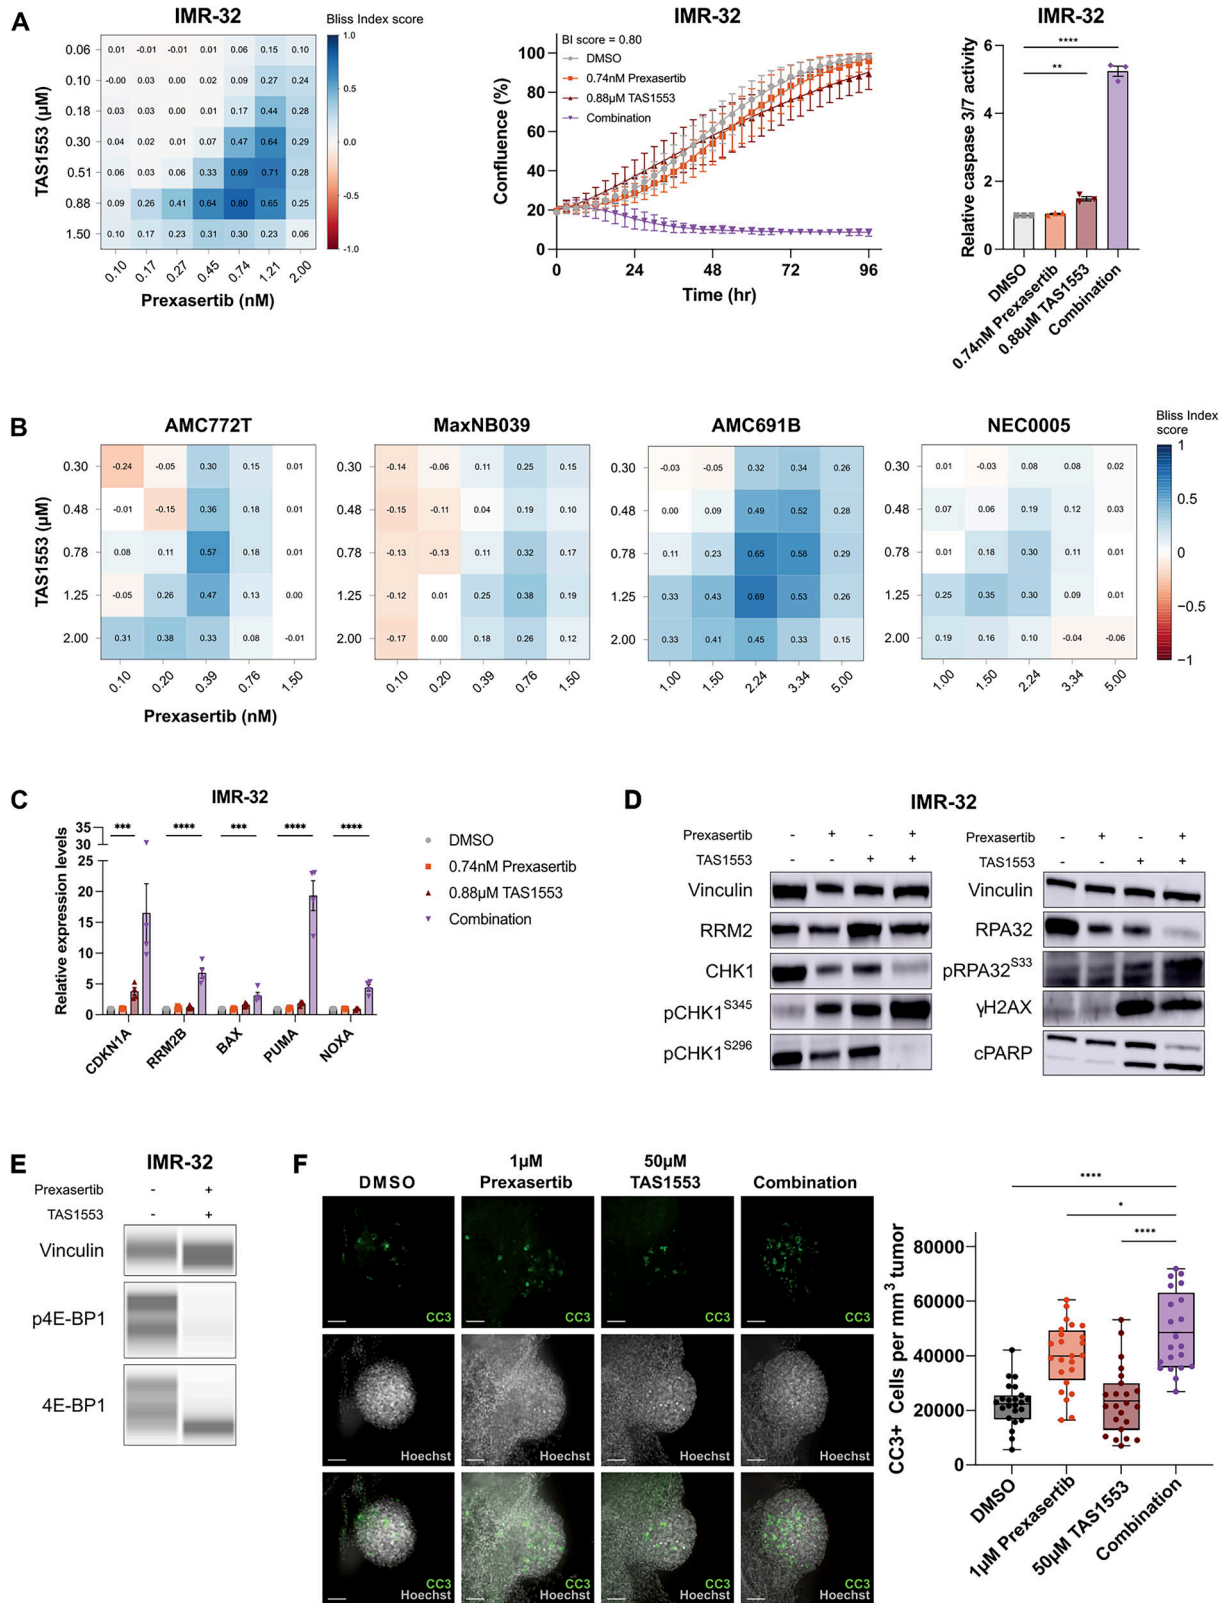 A
IMR-32
Bliss Index score
TAS1553 (μM)
0.06 0.01 -0.01 -0.01 0.01 0.06 0.15 0.10
0.10 -0.00 0.03 0.00 0.02 0.09 0.27 0.24
0.18 0.03 0.00 0.01 0.03 0.17 0.44 0.28
0.30 0.04 0.02 0.01 0.07 0.47 0.64 0.29
0.51 0.06 0.03 0.06 0.33 0.69 0.71 0.28
0.88 0.09 0.26 0.41 0.64 0.80 0.65 0.25
1.50 0.10 0.17 0.23 0.31 0.30 0.23 0.06
0.10 0.17 0.27 0.45 0.74 1.21 2.00
Prexasertib (nM)
1.0
0.5
0.0
-0.5
-1.0
IMR-32
BI score = 0.80
DMSO
0.74nM Prexasertib
0.88μM TAS1553
Combination
Confluence (%)
100
80
60
40
20
0
0 24 48 72 96
Time (hr)
IMR-32
Relative caspase 3/7 activity
6
4
2
0
****
**
DMSO
0.74nM Prexasertib
0.88μM TAS1553
Combination
B
Bliss Index
score
AMC772T
TAS1553 (μM)
0.30 -0.24 -0.05 0.30 0.15 0.01
0.48 -0.01 -0.15 0.36 0.18 0.01
0.78 0.08 0.11 0.57 0.18 0.01
1.25 -0.05 0.26 0.47 0.13 0.00
2.00 0.31 0.38 0.33 0.08 -0.01
0.10 0.20 0.39 0.76 1.50
Prexasertib (nM)
MaxNB039
0.30 -0.14 -0.06 0.11 0.25 0.15
0.48 -0.15 -0.11 0.04 0.19 0.10
0.78 -0.13 -0.13 0.11 0.32 0.17
1.25 -0.12 0.01 0.25 0.38 0.19
2.00 -0.17 0.00 0.18 0.26 0.12
0.10 0.20 0.39 0.76 1.50
AMC691B
0.30 -0.03 -0.05 0.32 0.34 0.26
0.48 0.00 0.09 0.49 0.52 0.28
0.78 0.11 0.23 0.65 0.58 0.29
1.25 0.33 0.43 0.69 0.53 0.26
2.00 0.33 0.41 0.45 0.33 0.15
1.00 1.50 2.24 3.34 5.00
NEC0005
0.30 0.01 -0.03 0.08 0.08 0.02
0.48 0.07 0.06 0.19 0.12 0.03
0.78 0.01 0.18 0.30 0.11 0.01
1.25 0.25 0.35 0.30 0.09 0.01
2.00 0.19 0.16 0.10 -0.04 -0.06
1.00 1.50 2.24 3.34 5.00
1
0.5
0
−0.5
−1
C
IMR-32
Relative expression levels
35
30
25
20
15
10
5
0
*** **** *** **** ****
CDKN1A RRM2B BAX PUMA NOXA
DMSO
0.74nM Prexasertib
0.88μM TAS1553
Combination
D
IMR-32
Prexasertib - + - +
TAS1553 - - + +
Vinculin
RRM2
CHK1
pCHK1S345
pCHK1S296
Prexasertib - + - +
TAS1553 - - + +
Vinculin
RPA32
pRPA32S33
γH2AX
cPARP
E
IMR-32
Prexasertib - +
TAS1553 - +
Vinculin
p4E-BP1
4E-BP1
F
DMSO
1μM
Prexasertib
50μM
TAS1553
Combination
CC3 CC3 CC3 CC3
Hoechst Hoechst Hoechst Hoechst
CC3 CC3 CC3 CC3
Hoechst Hoechst Hoechst Hoechst
CC3+ Cells per mm3 tumor
****
*
****
80000
60000
40000
20000
0
DMSO
1μM Prexasertib
50μM TAS1553
Combination